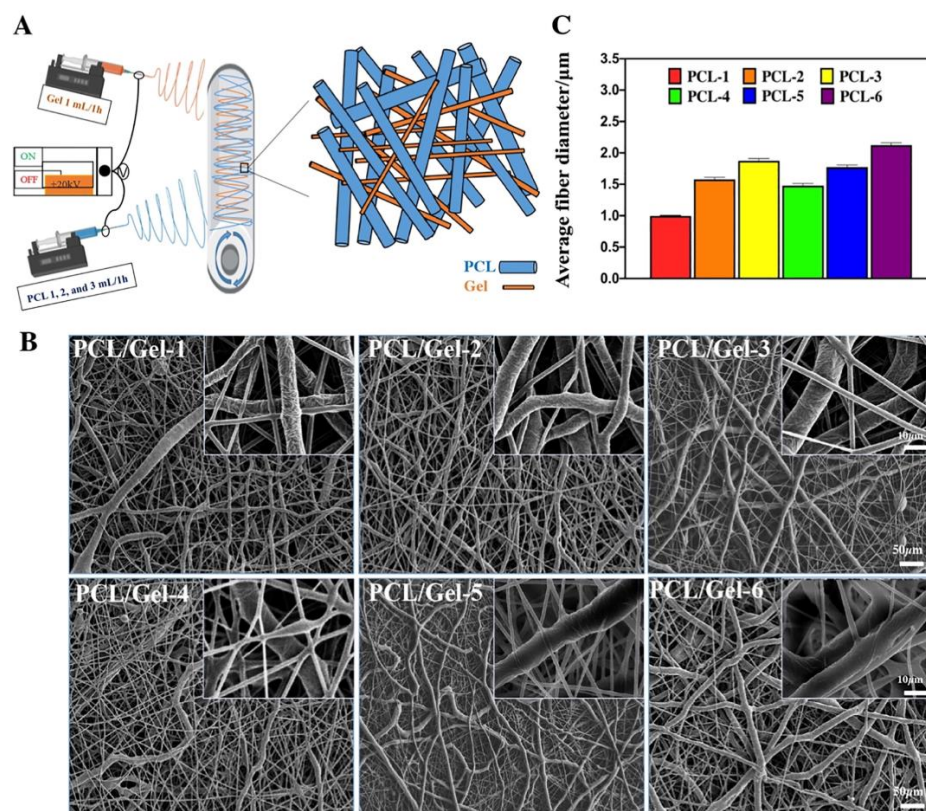 A
Gel 1 mL/1h
ON
OFF
+20kV
V
PCL 1, 2, and 3 mL/1h
PCL
Gel
C
Average fiber diameter/μm
3.5
3.0
2.5
2.0
1.5
1.0
0.5
0.0
PCL-1
PCL-2
PCL-3
PCL-4
PCL-5
PCL-6
B
PCL/Gel-1
PCL/Gel-2
PCL/Gel-3
10μm
50μm
PCL/Gel-4
PCL/Gel-5
PCL/Gel-6
10μm
50μm